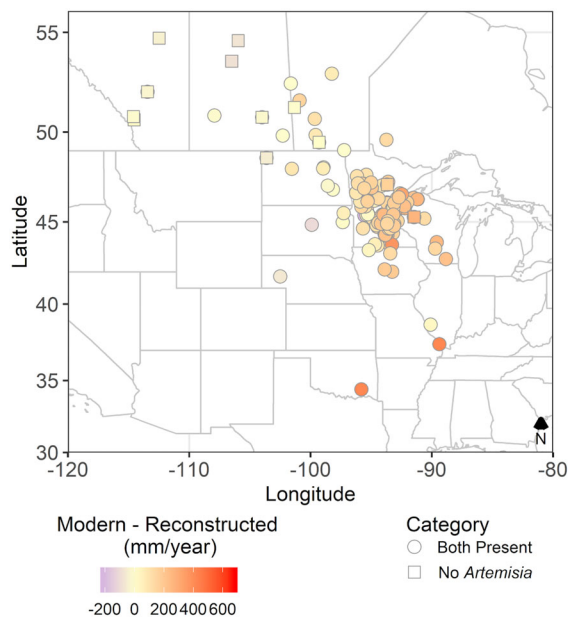 55
50
45
40
35
30
Latitude
N
-120
-110
-100
-90
-80
Longitude
Modern - Reconstructed
(mm/year)
-200 0 200 400 600
Category
Both Present
No Artemisia